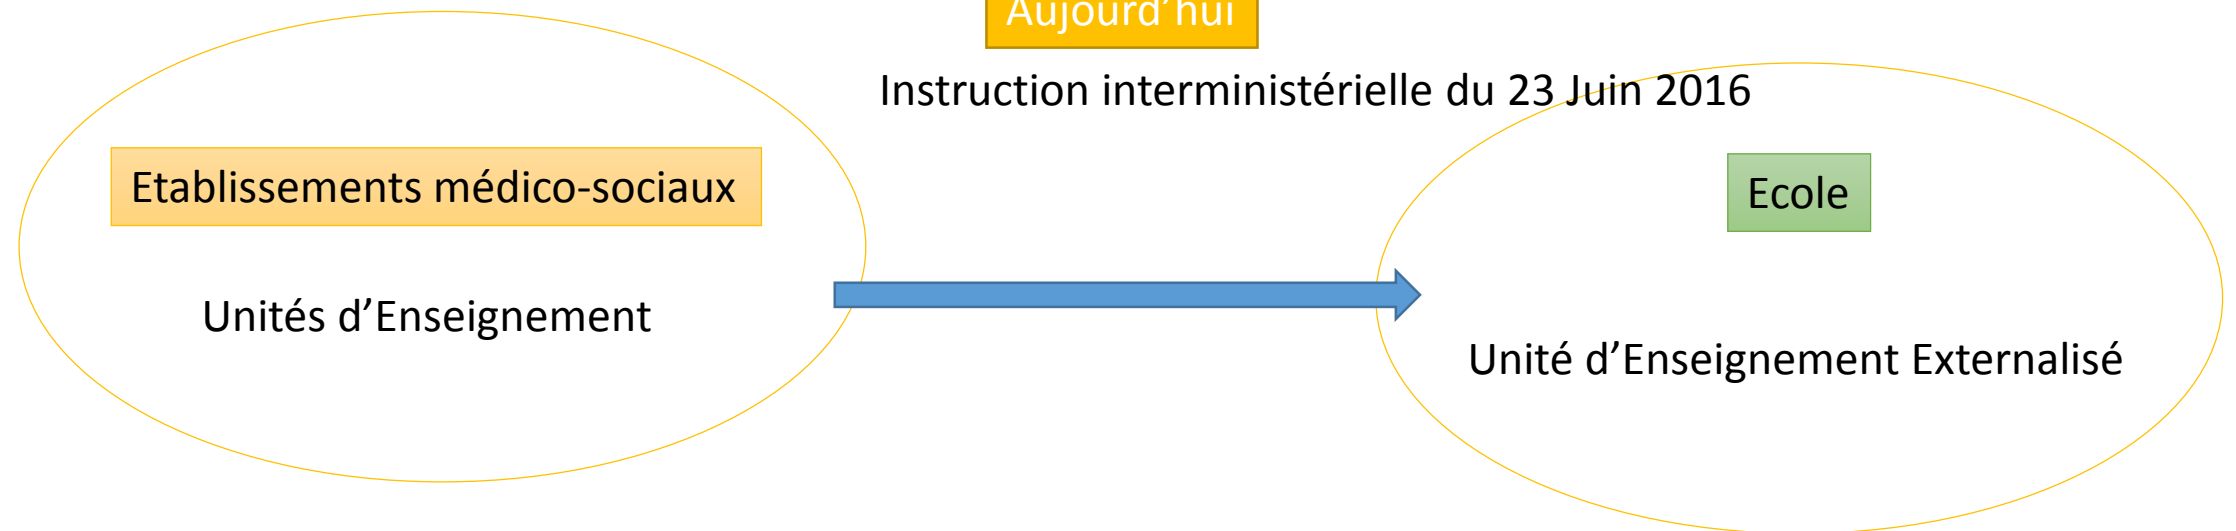 Aujourd’hui
Instruction interministérielle du 23 Juin 2016
Etablissements médico-sociaux
Ecole
Unités d’Enseignement
Unité d’Enseignement Externalisé